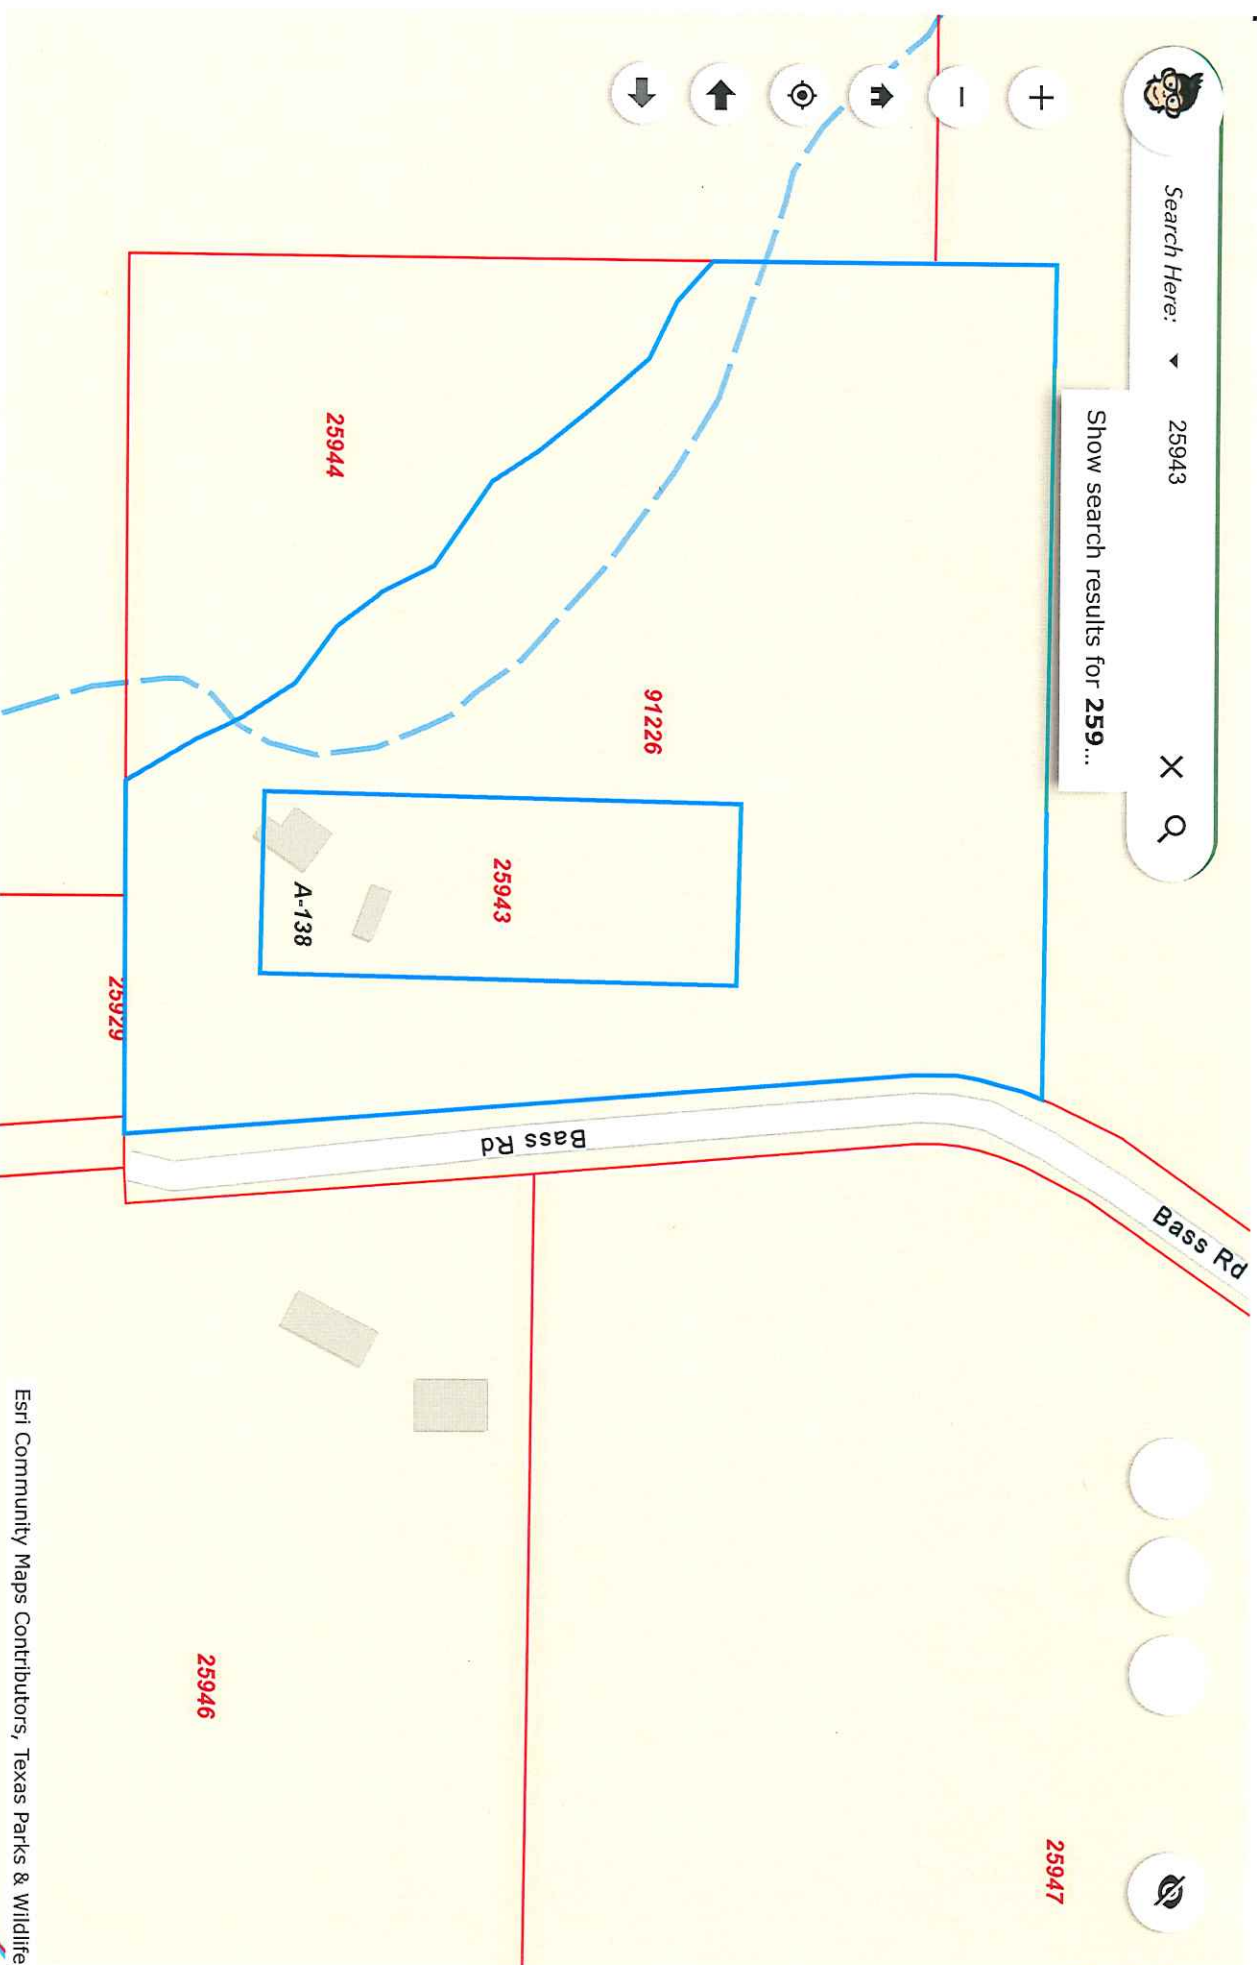 Search Here: 25943
Show search results for 259...
25947
Bass Rd
91226
Bass Rd
25943
25944
A-138
25946
25929
Esri Community Maps Contributors, Texas Parks & Wildlife